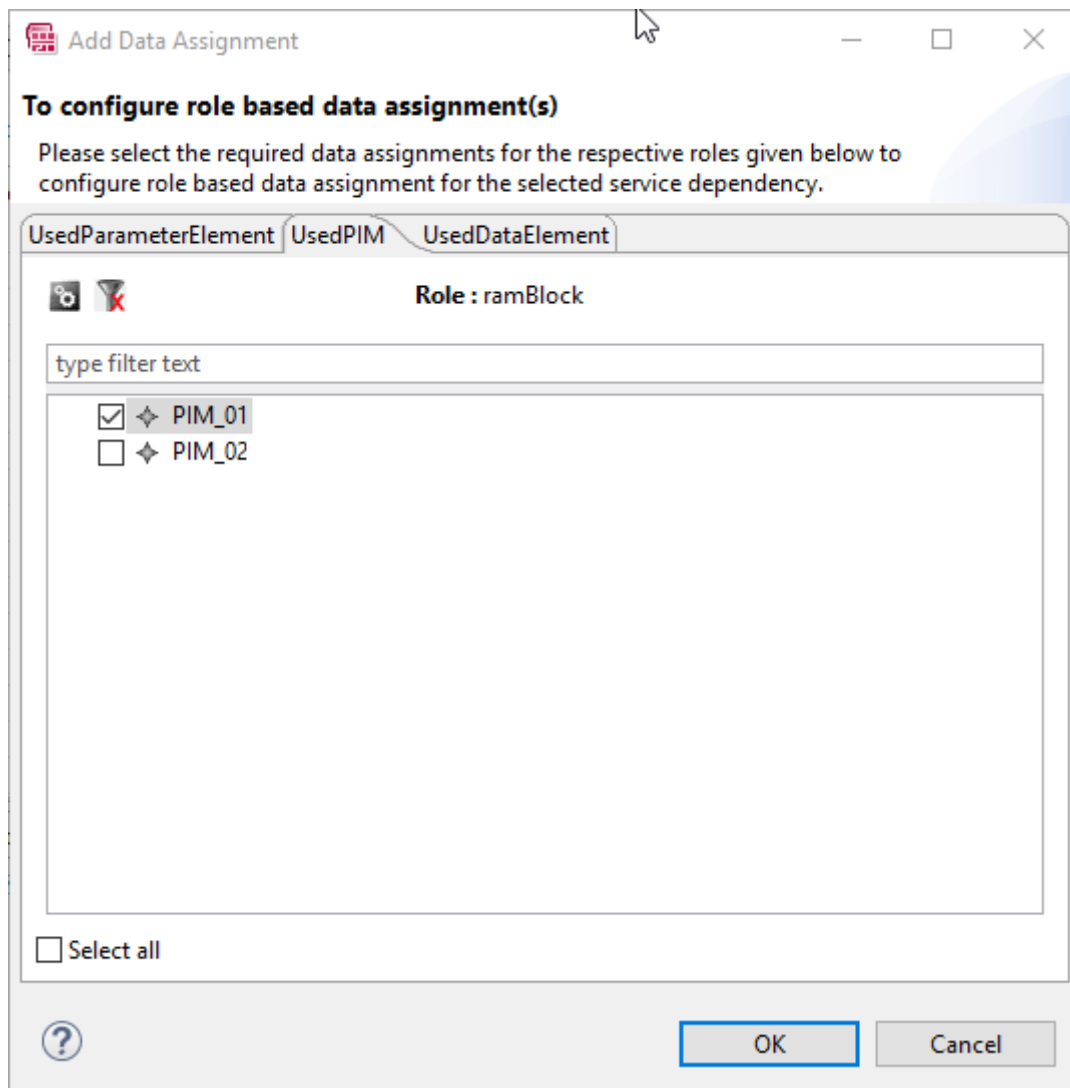 Add Data Assignment
To configure role based data assignment(s)
Please select the required data assignments for the respective roles given below to
configure role based data assignment for the selected service dependency.
UsedParameterElement UsedPIM UsedDataElement
Role : ramBlock
type filter text
PIM_01
PIM_02
Select all
? OK Cancel